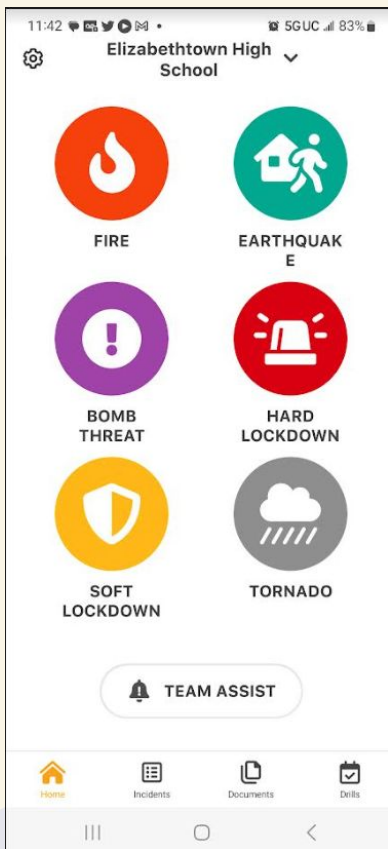 11:42
5GUC 83%
Elizabethtown High
School
FIRE
EARTHQUAK
E
BOMB
THREAT
HARD
LOCKDOWN
SOFT
LOCKDOWN
TORNADO
TEAM ASSIST
Home
Incidents
Documents
Drills